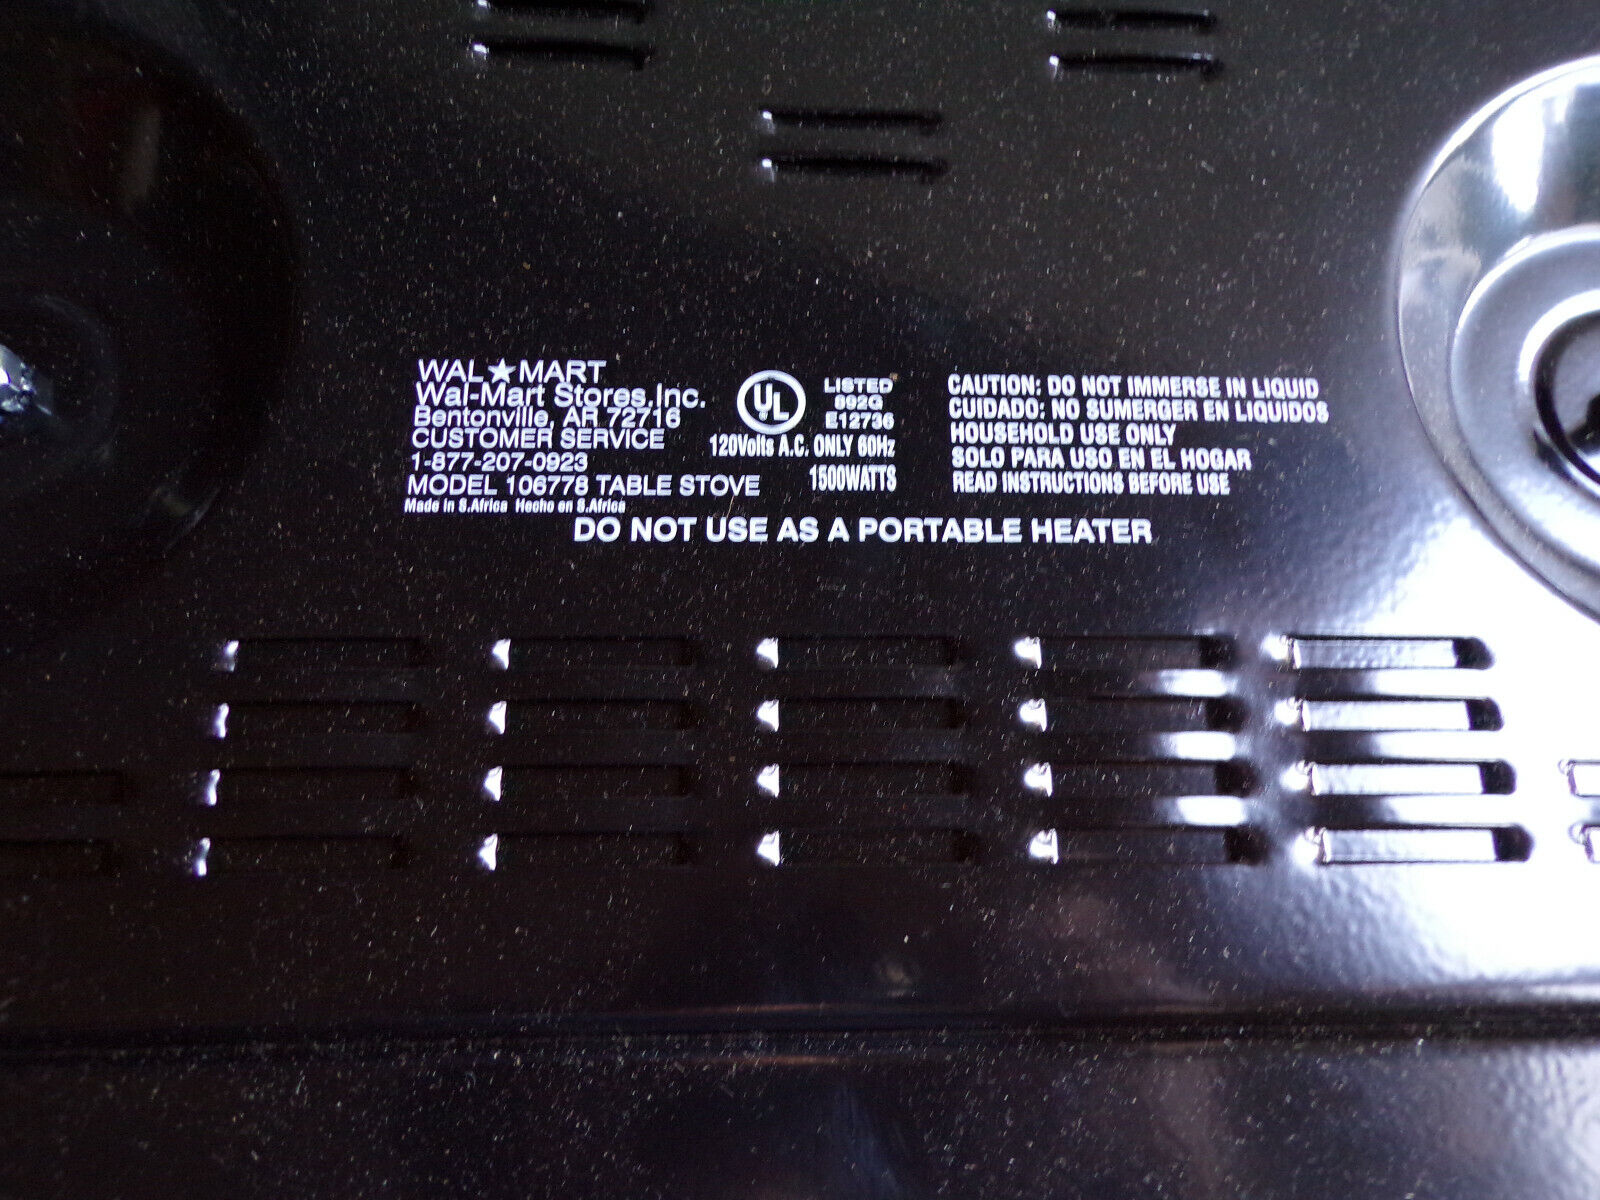 WAL★MART
Wal-Mart Stores, Inc.
Bentonville, AR 72716
CUSTOMER SERVICE
1-877-207-0923
MODEL 106778 TABLE STOVE
Made in S.Africa Hecho en S.Africa
UL
LISTED
892G
E12736
120Volts A.C. ONLY 60Hz
1500WATTS
CAUTION: DO NOT IMMERSE IN LIQUID
CUIDADO: NO SUMERGER EN LIQUIDOS
HOUSEHOLD USE ONLY
SOLO PARA USO EN EL HOGAR
READ INSTRUCTIONS BEFORE USE
DO NOT USE AS A PORTABLE HEATER